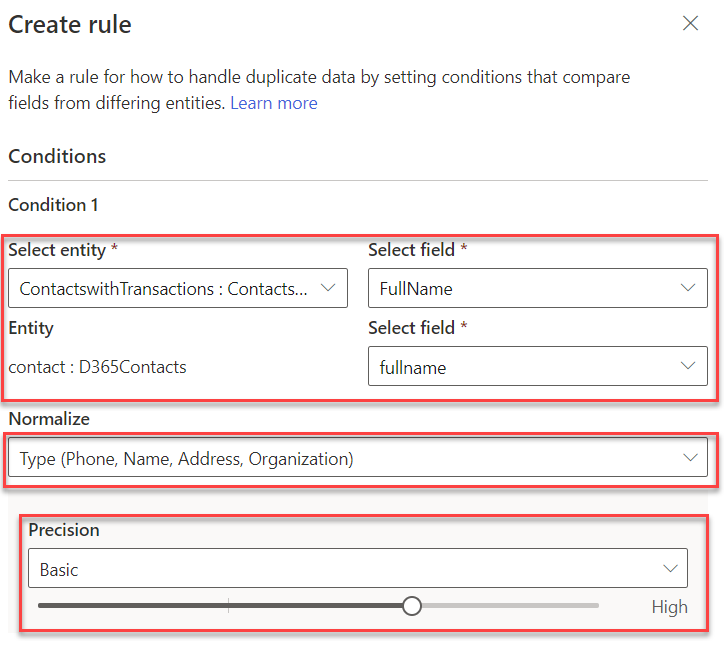 Create rule
Make a rule for how to handle duplicate data by setting conditions that compare
fields from differing entities. Learn more
Conditions
Condition 1
Select entity *
Select field *
ContactswithTransactions : Contacts...
FullName
Entity
Select field *
contact : D365Contacts
fullname
Normalize
Type (Phone, Name, Address, Organization)
Precision
Basic
High